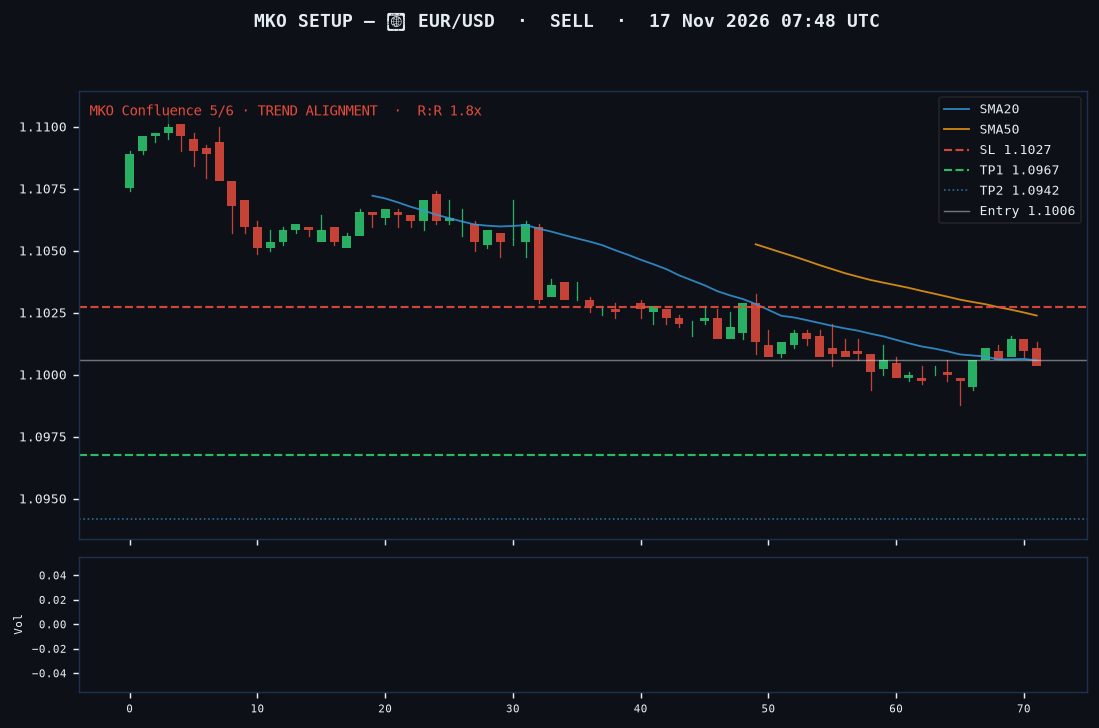 MKO SETUP — 🌐 EUR/USD · SELL · 17 Nov 2026 07:48 UTC
MKO Confluence 5/6 · TREND ALIGNMENT · R:R 1.8x
SMA20
SMA50
SL 1.1027
TP1 1.0967
TP2 1.0942
Entry 1.1006
1.1100
1.1075
1.1050
1.1025
1.1000
1.0975
1.0950
Vol
0.04
0.02
0.00
−0.02
−0.04
0 10 20 30 40 50 60 70